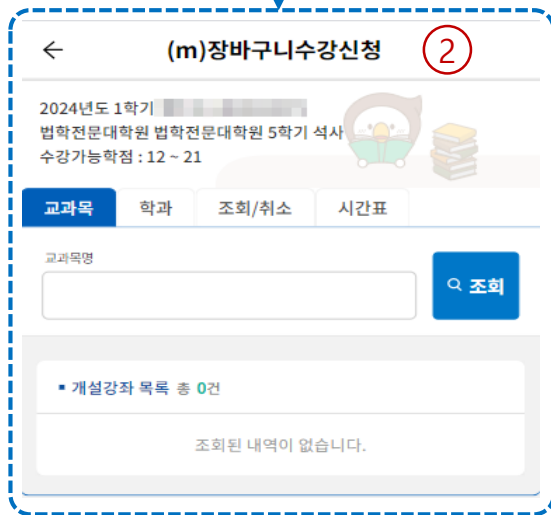 ← (m)장바구니수강신청 ②
2024년도 1학기
법학전문대학원 법학전문대학원 5학기 석사
수강가능학점 : 12 ~ 21
교과목 학과 조회/취소 시간표
교과목명
조회
▪ 개설강좌 목록 총 0건
조회된 내역이 없습니다.